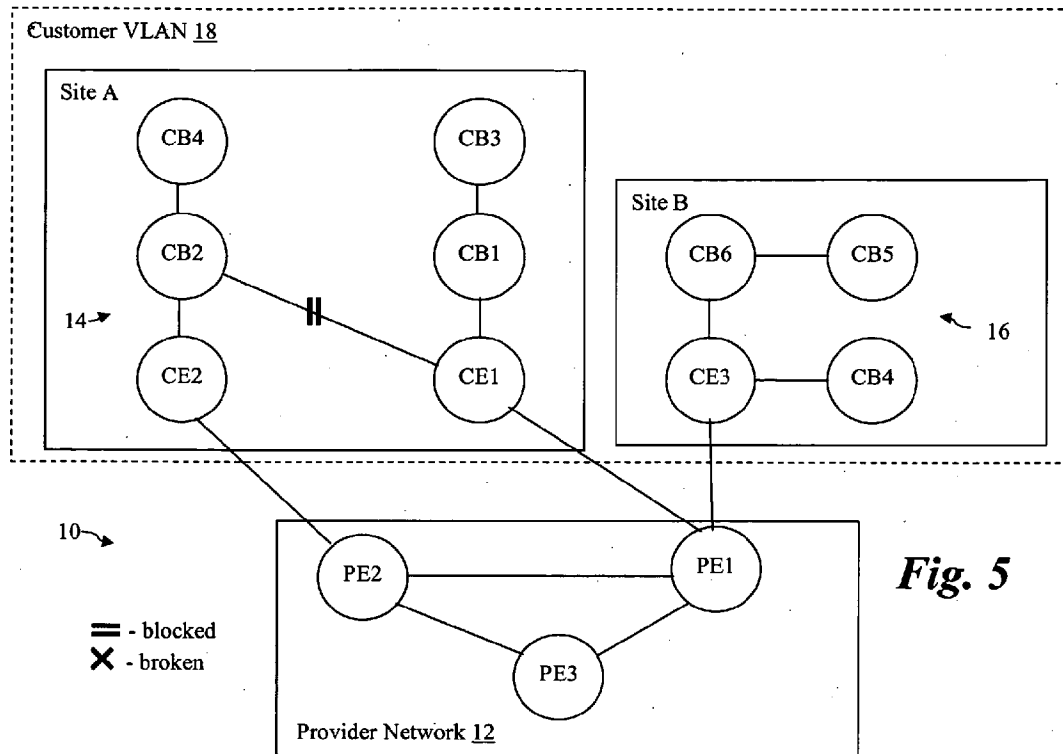 Customer VLAN 18
Site A
CB4
CB3
CB2
CB1
14
CE2
CE1
Site B
CB6
CB5
16
CE3
CB4
10
PE2
PE1
PE3
Fig. 5
- blocked
- broken
Provider Network 12